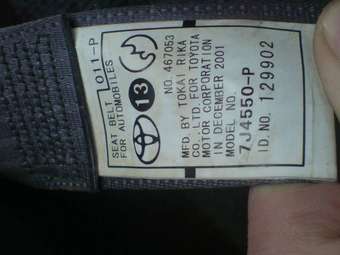 SEAT BELT
FOR AUTOMOBILES
011-P
13
NO. 467053
MFD. BY TOKAI RIKA
CO., LTD. FOR TOYOTA
MOTOR CORPORATION
IN DECEMBER 2001
MODEL NO.
7J4550-P
I.D. NO. 129902